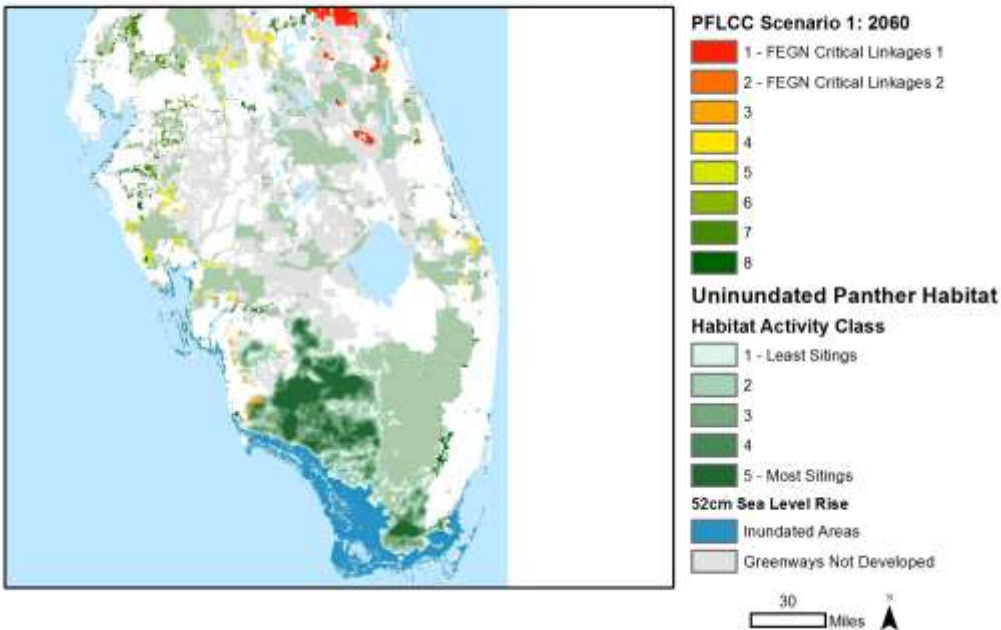 PFLCC Scenario 1: 2060
1 - FEGN Critical Linkages 1
2 - FEGN Critical Linkages 2
3
4
5
6
7
8
Uninundated Panther Habitat
Habitat Activity Class
1 - Least Sitings
2
3
4
5 - Most Sitings
52cm Sea Level Rise
Inundated Areas
Greenways Not Developed
30
Miles
N